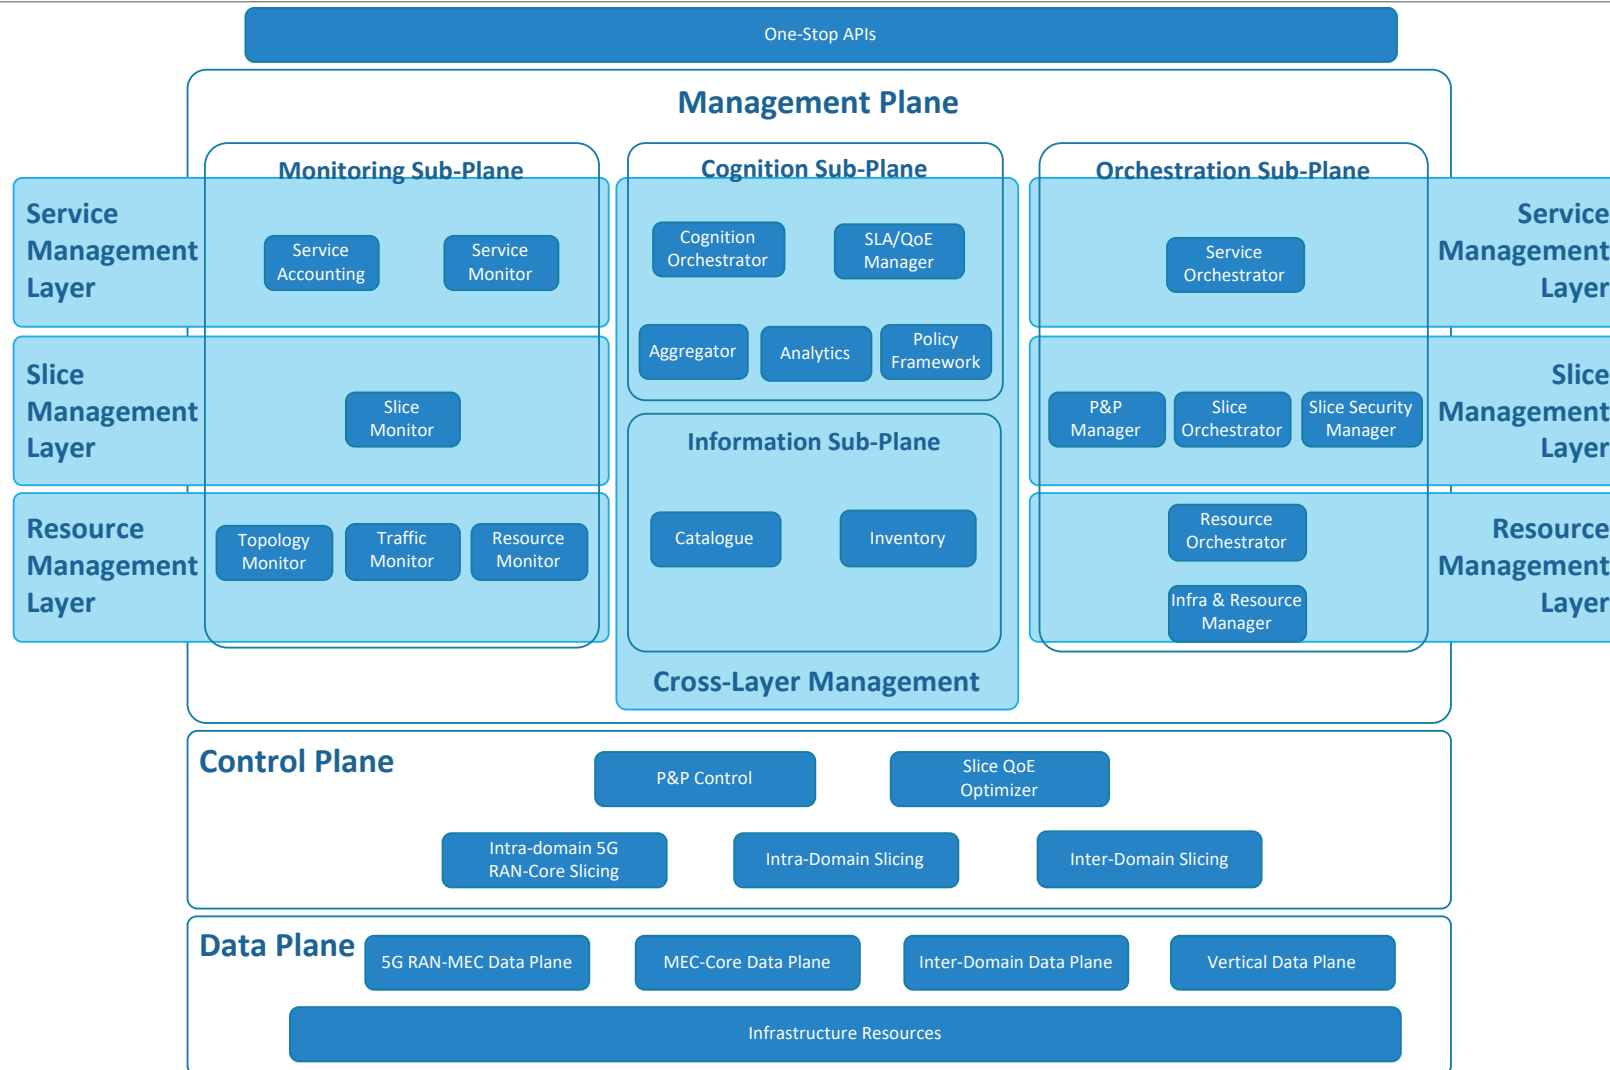 One-Stop APIs
Management Plane
Monitoring Sub-Plane
Cognition Sub-Plane
Orchestration Sub-Plane
Service
Management
Layer
Service
Accounting
Service
Monitor
Cognition
Orchestrator
SLA/QoE
Manager
Service
Orchestrator
Service
Management
Layer
Aggregator
Analytics
Policy
Framework
Slice
Management
Layer
Slice
Monitor
P&P
Manager
Slice
Orchestrator
Slice Security
Manager
Slice
Management
Layer
Information Sub-Plane
Resource
Management
Layer
Topology
Monitor
Traffic
Monitor
Resource
Monitor
Catalogue
Inventory
Resource
Orchestrator
Infra & Resource
Manager
Resource
Management
Layer
Cross-Layer Management
Control Plane
P&P Control
Slice QoE
Optimizer
Intra-domain 5G
RAN-Core Slicing
Intra-Domain Slicing
Inter-Domain Slicing
Data Plane
5G RAN-MEC Data Plane
MEC-Core Data Plane
Inter-Domain Data Plane
Vertical Data Plane
Infrastructure Resources